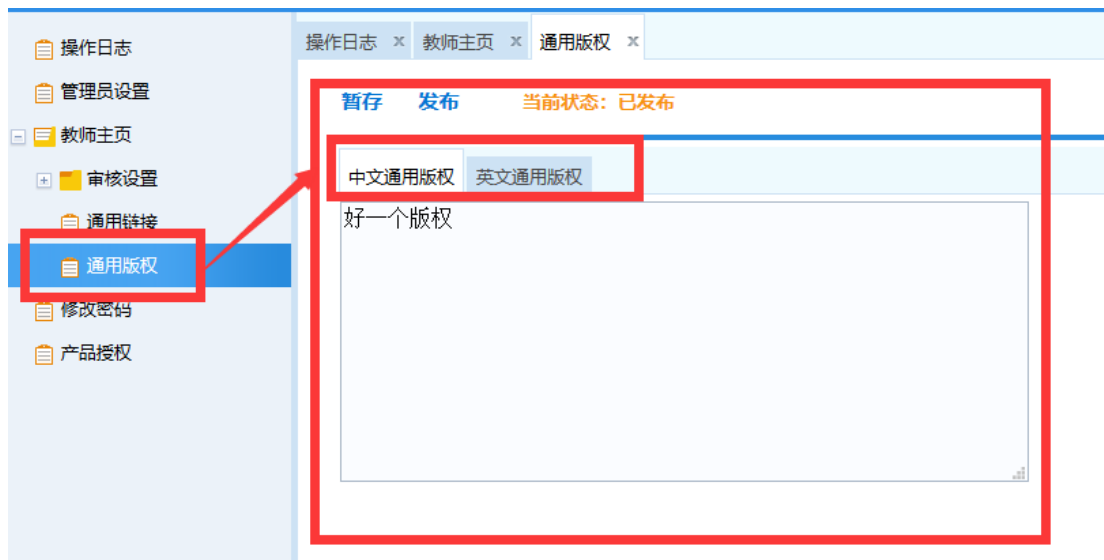 操作日志
管理员设置
教师主页
审核设置
通用链接
通用版权
修改密码
产品授权
操作日志 x 教师主页 x 通用版权 x
暂存 发布 当前状态：已发布
中文通用版权 英文通用版权
好一个版权